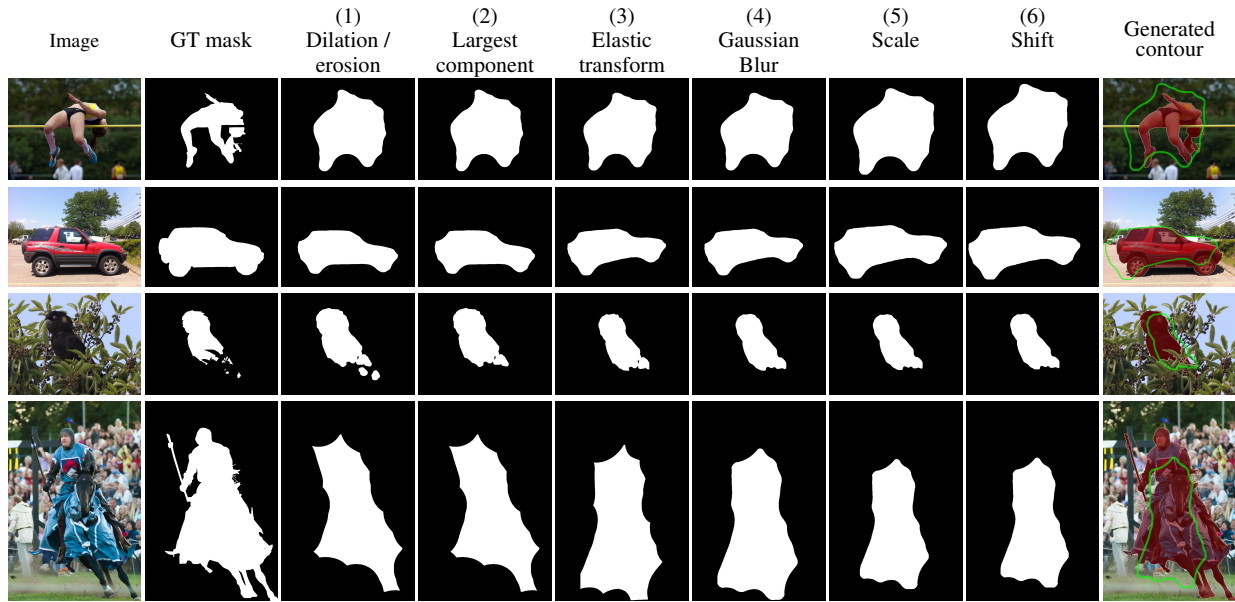 Image
GT mask
(1)
Dilation /
erosion
(2)
Largest
component
(3)
Elastic
transform
(4)
Gaussian
Blur
(5)
Scale
(6)
Shift
Generated
contour